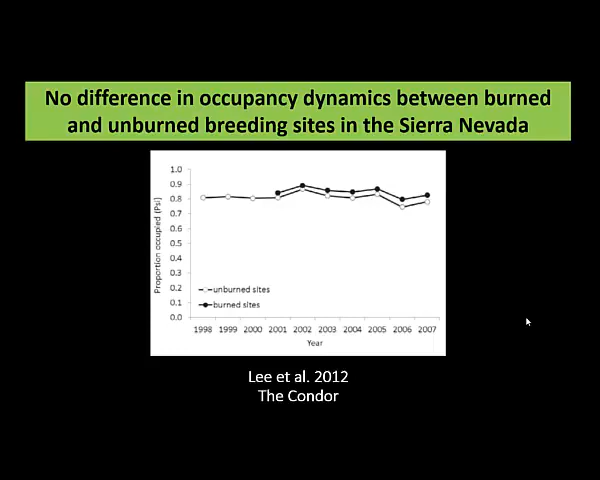 No difference in occupancy dynamics between burned
and unburned breeding sites in the Sierra Nevada
1.0
0.9
0.8
0.7
0.6
0.5
0.4
0.3
0.2
0.1
0.0
Proportion occupied (Psi)
unburned sites
burned sites
1998 1999 2000 2001 2002 2003 2004 2005 2006 2007
Year
Lee et al. 2012
The Condor